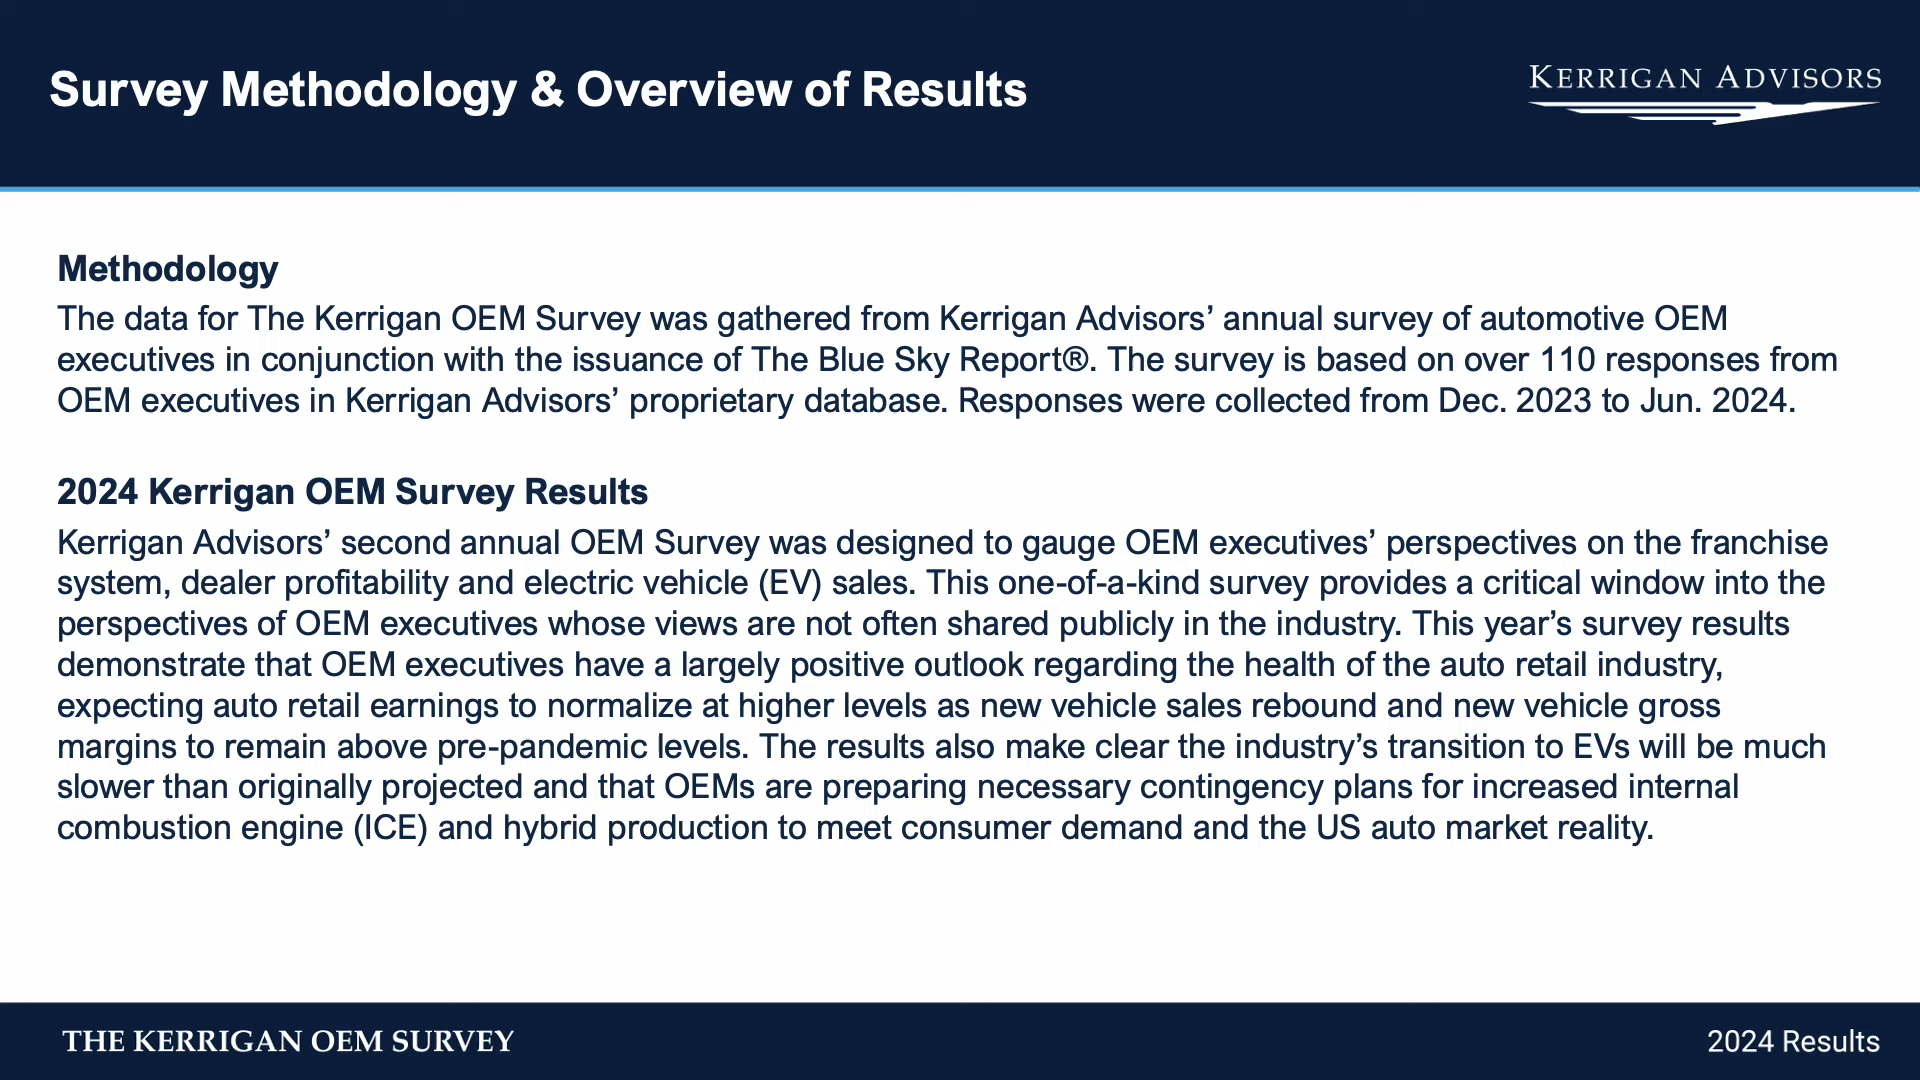 Survey Methodology & Overview of Results
KERRIGAN ADVISORS
Methodology
The data for The Kerrigan OEM Survey was gathered from Kerrigan Advisors’ annual survey of automotive OEM
executives in conjunction with the issuance of The Blue Sky Report®. The survey is based on over 110 responses from
OEM executives in Kerrigan Advisors’ proprietary database. Responses were collected from Dec. 2023 to Jun. 2024.
2024 Kerrigan OEM Survey Results
Kerrigan Advisors’ second annual OEM Survey was designed to gauge OEM executives’ perspectives on the franchise
system, dealer profitability and electric vehicle (EV) sales. This one-of-a-kind survey provides a critical window into the
perspectives of OEM executives whose views are not often shared publicly in the industry. This year’s survey results
demonstrate that OEM executives have a largely positive outlook regarding the health of the auto retail industry,
expecting auto retail earnings to normalize at higher levels as new vehicle sales rebound and new vehicle gross
margins to remain above pre-pandemic levels. The results also make clear the industry’s transition to EVs will be much
slower than originally projected and that OEMs are preparing necessary contingency plans for increased internal
combustion engine (ICE) and hybrid production to meet consumer demand and the US auto market reality.
THE KERRIGAN OEM SURVEY
2024 Results